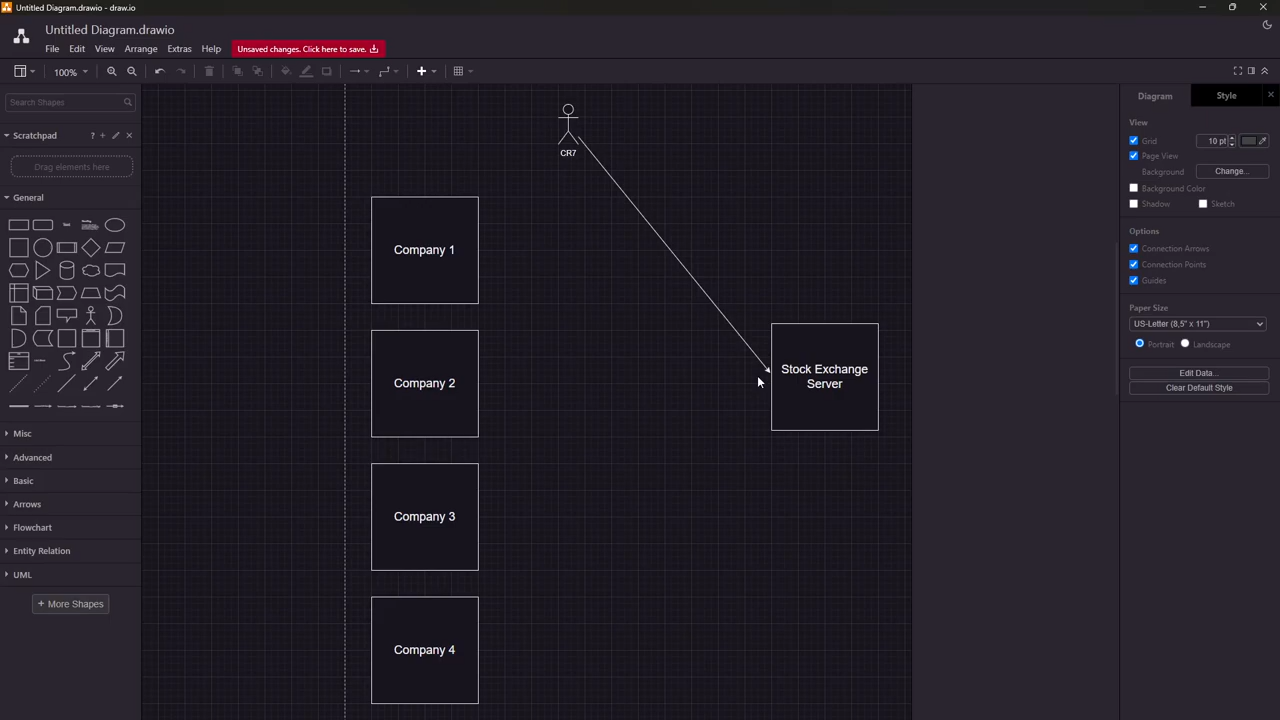 Untitled Diagram.drawio - draw.io
Untitled Diagram.drawio
File Edit View Arrange Extras Help Unsaved changes. Click here to save.
100%
Search Shapes
Scratchpad ?
Drag elements here
General
Text
Misc
Advanced
Basic
Arrows
Flowchart
Entity Relation
UML
+ More Shapes
CR7
Company 1
Company 2
Company 3
Company 4
Stock Exchange
Server
Diagram Style
View
Grid 10 pt
Page View
Background Change...
Background Color
Shadow Sketch
Options
Connection Arrows
Connection Points
Guides
Paper Size
US-Letter (8,5" x 11")
Portrait Landscape
Edit Data...
Clear Default Style